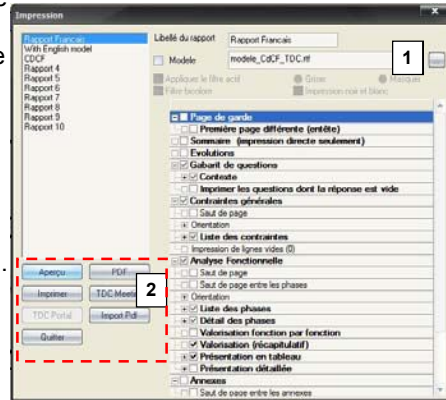 Impression
Rapport Francais
With English model
CDCF
Rapport 4
Rapport 5
Rapport 6
Rapport 7
Rapport 8
Rapport 9
Rapport 10
Libellé du rapport
Rapport Francais
Modele
modele_CdCF_TDC.rtf
1
Appliquer le filtre actif
Griser
Masquer
Filtre bicolore
Impression noir et blanc
Page de garde
Première page différente (entête)
Sommaire (impression directe seulement)
Evolutions
Gabarit de questions
Contexte
Imprimer les questions dont la réponse est vide
Contraintes générales
Saut de page
Orientation
Liste des contraintes
Impression de lignes vides (0)
Analyse Fonctionnelle
Saut de page
Saut de page entre les phases
Orientation
Liste des phases
Détail des phases
Valorisation fonction par fonction
Valorisation (récapitulatif)
Présentation en tableau
Présentation détaillée
Annexes
Saut de page entre les annexes
Aperçu
PDF
Imprimer
TDC Meetin
2
TDC Portal
Import Pdf
Quitter